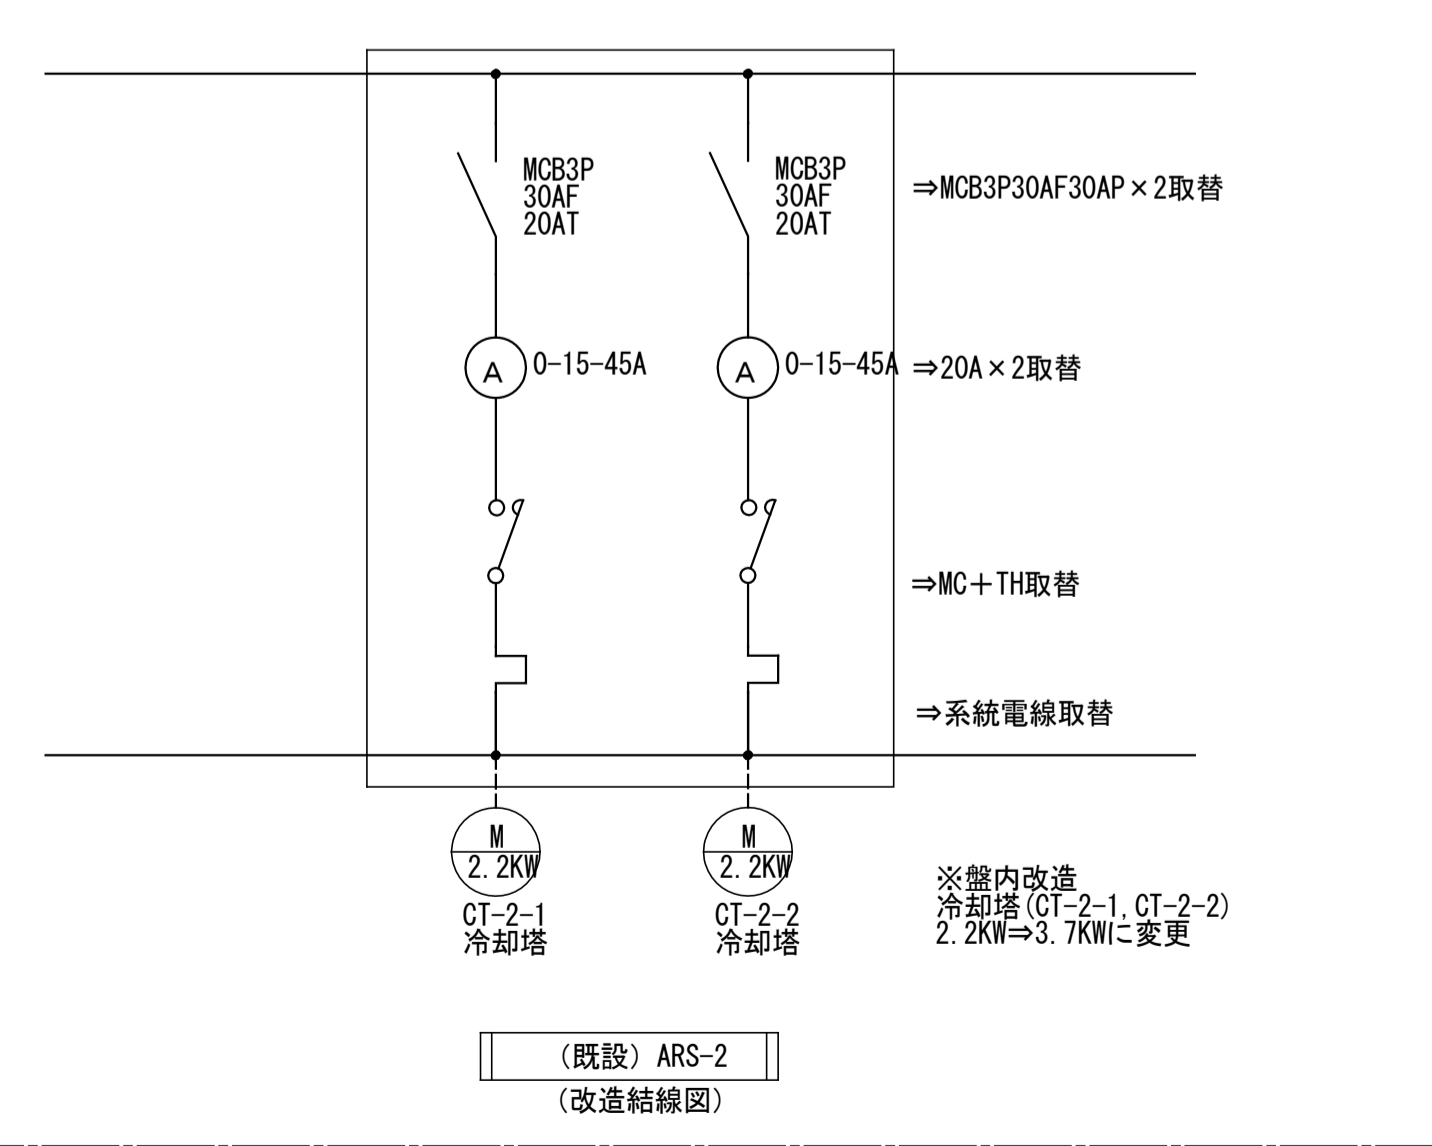 MCB3P
30AF
20AT
MCB3P
30AF
20AT
⇒MCB3P30AF30AP×2取替
A
0-15-45A
A
0-15-45A
⇒20A×2取替
⇒MC+TH取替
⇒系統電線取替
M
2.2KW
CT-2-1
冷却塔
M
2.2KW
CT-2-2
冷却塔
※盤内改造
冷却塔(CT-2-1,CT-2-2)
2.2KW⇒3.7KWに変更
(既設) ARS-2
(改造結線図)